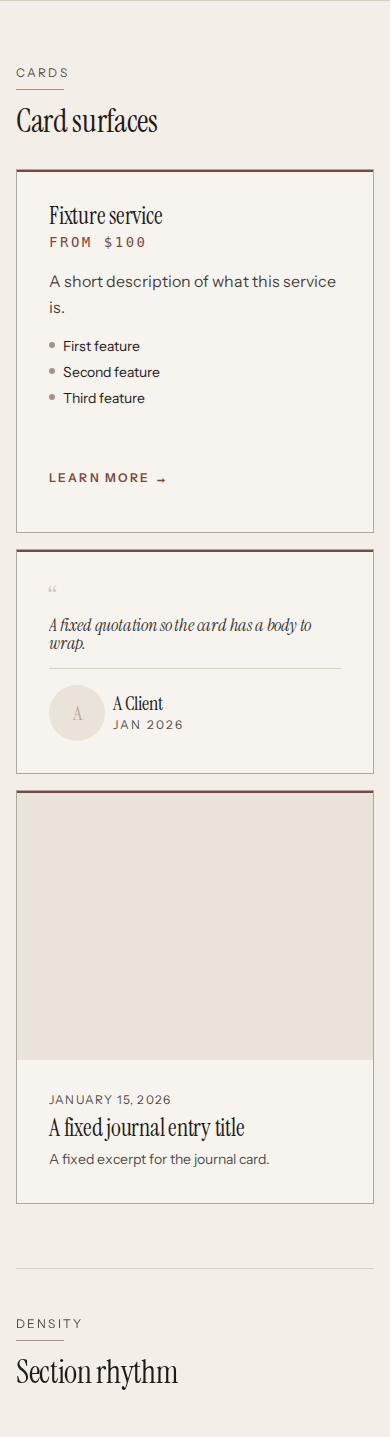 CARDS
Card surfaces
Fixture service
FROM $100
A short description of what this service
is.
First feature
Second feature
Third feature
LEARN MORE →
“
A fixed quotation so the card has a body to
wrap.
A
A Client
JAN 2026
JANUARY 15, 2026
A fixed journal entry title
A fixed excerpt for the journal card.
DENSITY
Section rhythm